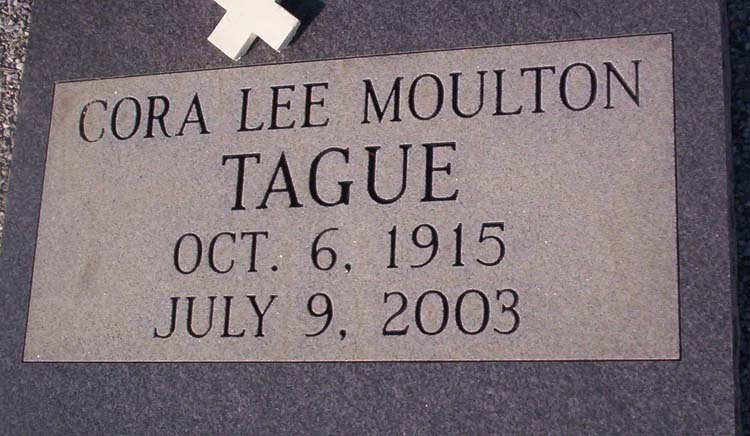 CORA LEE MOULTON
TAGUE
OCT. 6, 1915
JULY 9, 2003